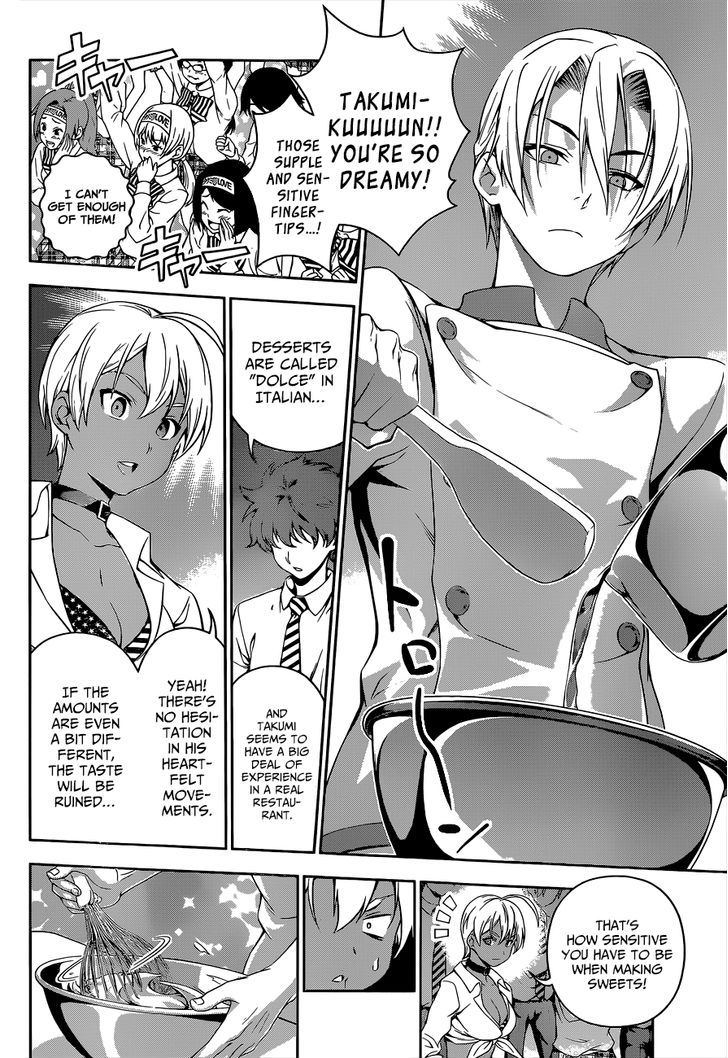 TAKUMI-
KUUUUUN!!
YOU'RE SO
DREAMY!
THOSE
SUPPLE
AND SEN-
SITIVE
FINGER-
TIPS...!
キャー
I CAN'T
GET ENOUGH
OF THEM!
LOVE
LOVE
キャー
トロ
ン
DESSERTS
ARE CALLED
"DOLCE" IN
ITALIAN...
AND
TAKUMI
SEEMS TO
HAVE A BIG
DEAL OF
EXPERIENCE
IN A REAL
RESTAU-
RANT.
YEAH!
THERE'S
NO HESI-
TATION
IN HIS
HEART-
FELT
MOVE-
MENTS.
IF THE
AMOUNTS
ARE EVEN
A BIT DIF-
FERENT,
THE TASTE
WILL BE
RUINED...
THAT'S
HOW SENSITIVE
YOU HAVE TO BE
WHEN MAKING
SWEETS!